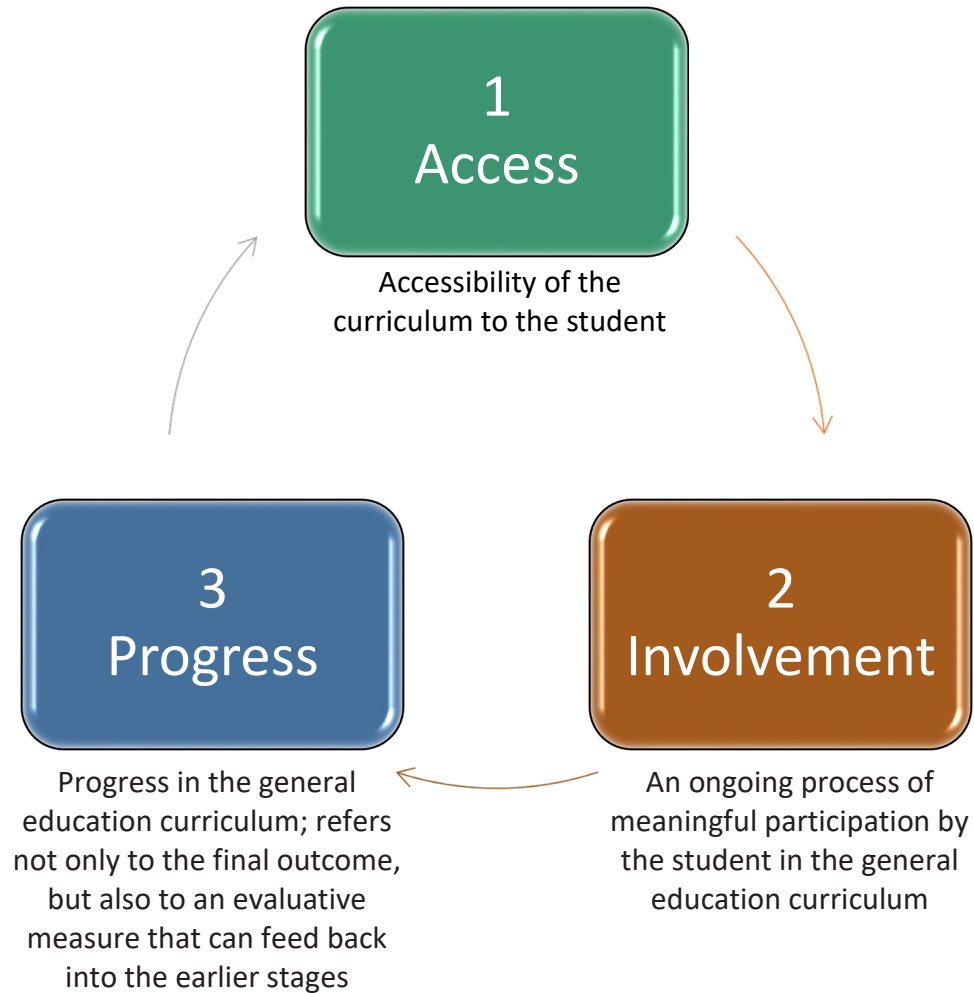 1
Access
Accessibility of the
curriculum to the student
2
Involvement
An ongoing process of
meaningful participation by
the student in the general
education curriculum
3
Progress
Progress in the general
education curriculum; refers
not only to the final outcome,
but also to an evaluative
measure that can feed back
into the earlier stages